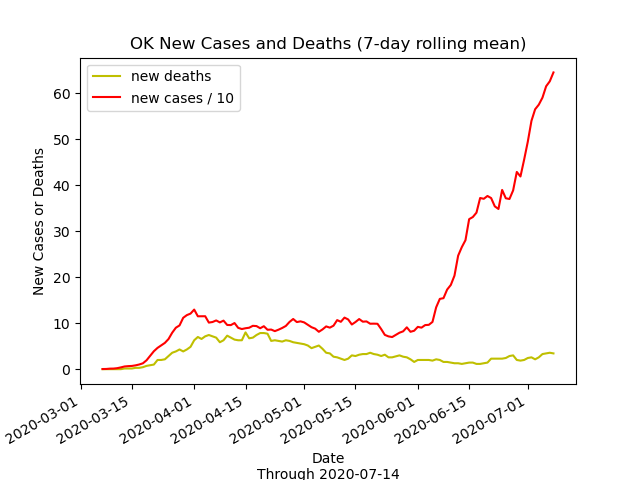 OK New Cases and Deaths (7-day rolling mean)
new deaths
new cases / 10
60
50
40
30
20
10
0
New Cases or Deaths
2020-03-01
2020-03-15
2020-04-01
2020-04-15
2020-05-01
2020-05-15
2020-06-01
2020-06-15
2020-07-01
Date
Through 2020-07-14